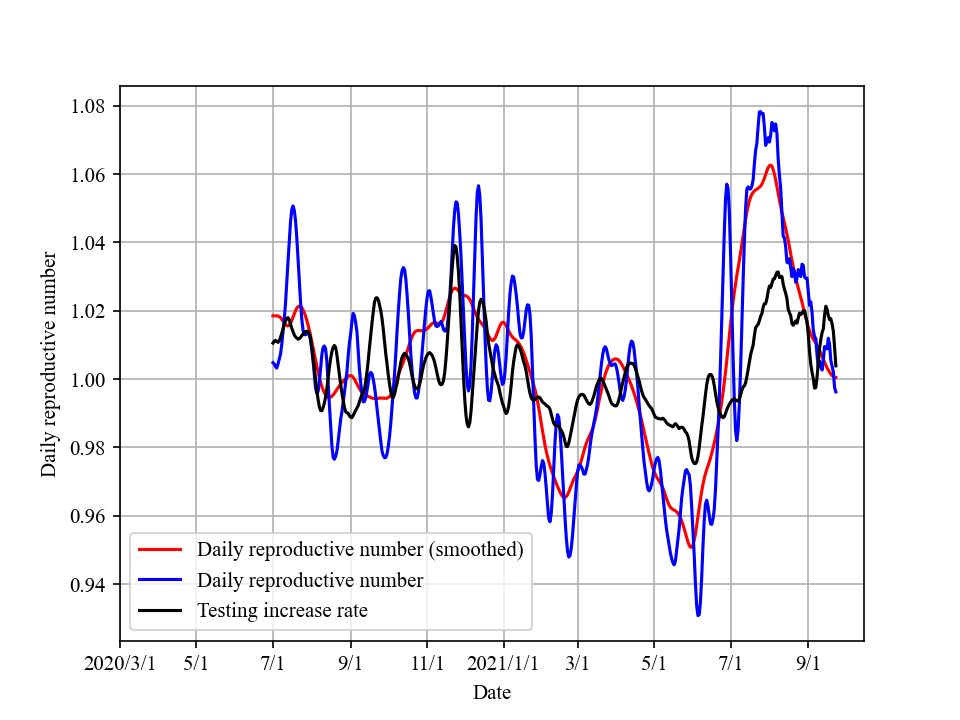 1.08
1.06
1.04
1.02
1.00
0.98
0.96
0.94
Daily reproductive number
Daily reproductive number (smoothed)
Daily reproductive number
Testing increase rate
2020/3/1 5/1 7/1 9/1 11/1 2021/1/1 3/1 5/1 7/1 9/1
Date